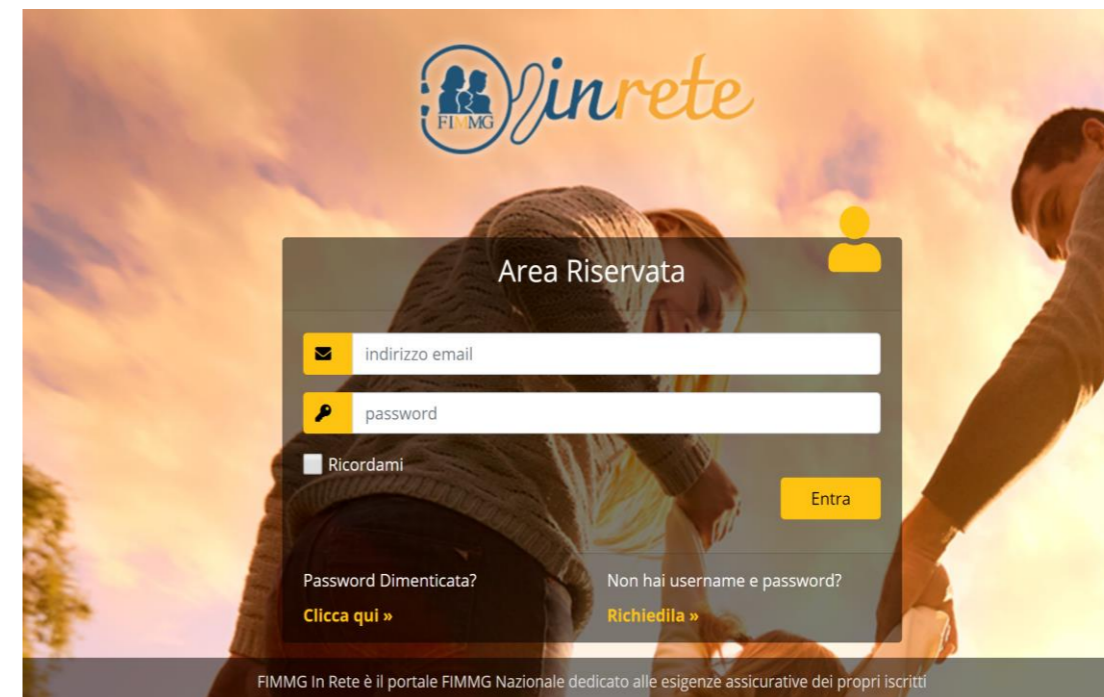 FIMMG
inrete
Area Riservata
indirizzo email
password
Ricordami
Entra
Password Dimenticata?
Clicca qui »
Non hai username e password?
Richiedila »
FIMMG In Rete è il portale FIMMG Nazionale dedicato alle esigenze assicurative dei propri iscritti